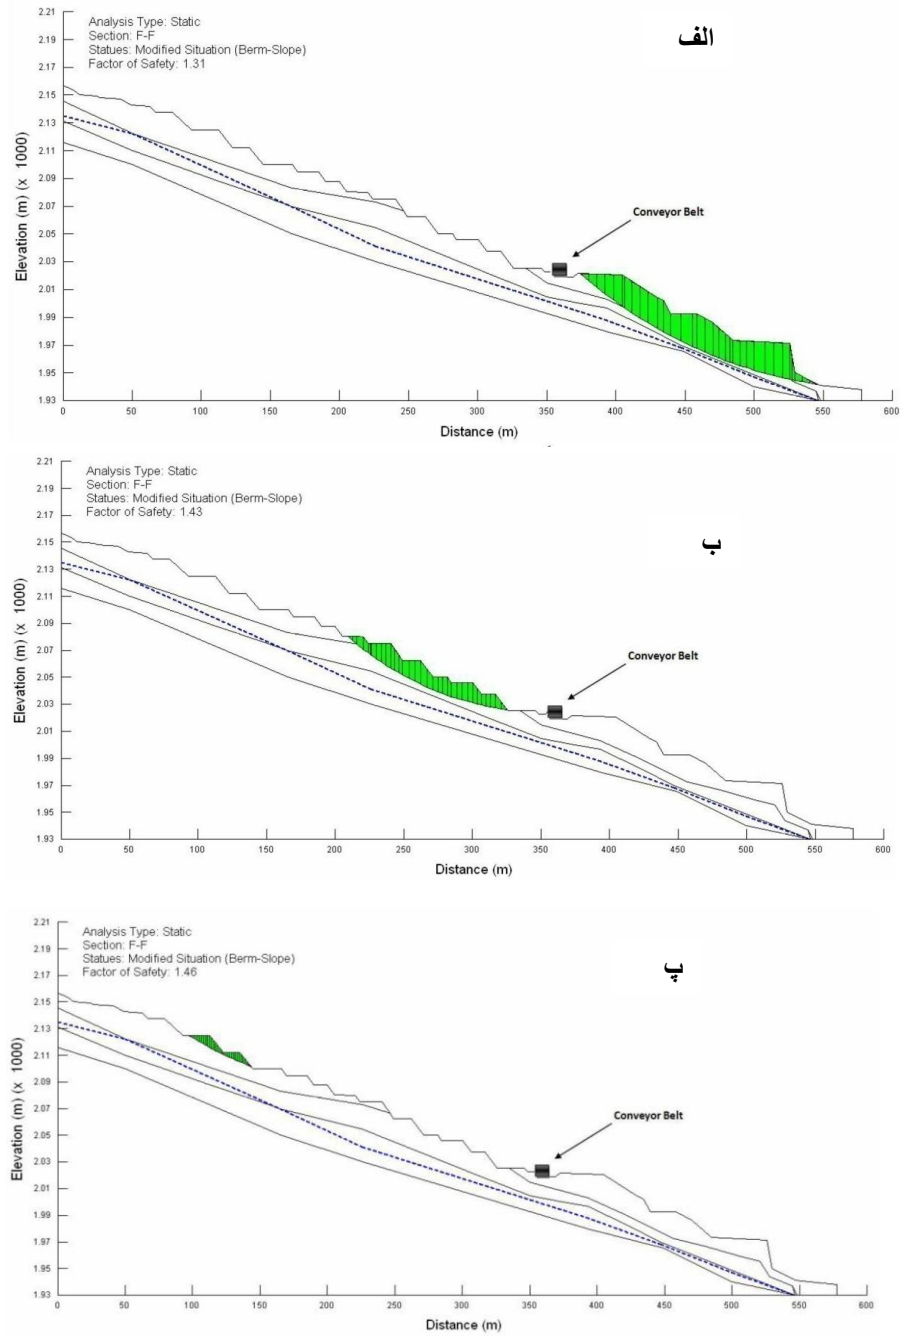 الف
Analysis Type: Static
Section: F-F
Statues: Modified Situation (Berm-Slope)
Factor of Safety: 1.31
Elevation (m) (x 1000)
2.21
2.19
2.17
2.15
2.13
2.11
2.09
2.07
2.05
2.03
2.01
1.99
1.97
1.95
1.93
Conveyor Belt
0 50 100 150 200 250 300 350 400 450 500 550 600
Distance (m)
ب
Analysis Type: Static
Section: F-F
Statues: Modified Situation (Berm-Slope)
Factor of Safety: 1.43
Elevation (m) (x 1000)
2.21
2.19
2.17
2.15
2.13
2.11
2.09
2.07
2.05
2.03
2.01
1.99
1.97
1.95
1.93
Conveyor Belt
0 50 100 150 200 250 300 350 400 450 500 550 600
Distance (m)
پ
Analysis Type: Static
Section: F-F
Statues: Modified Situation (Berm-Slope)
Factor of Safety: 1.46
Elevation (m) (x 1000)
2.21
2.19
2.17
2.15
2.13
2.11
2.09
2.07
2.05
2.03
2.01
1.99
1.97
1.95
1.93
Conveyor Belt
0 50 100 150 200 250 300 350 400 450 500 550 600
Distance (m)